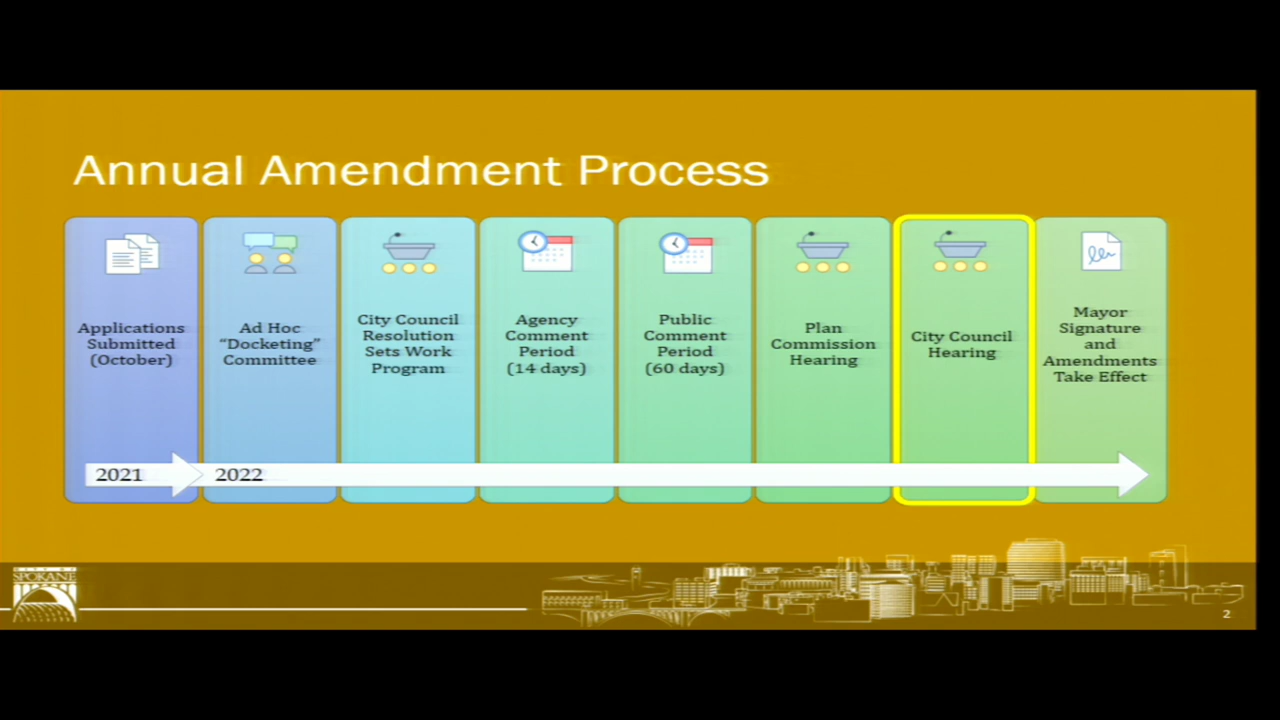 Annual Amendment Process
Applications
Submitted
(October)
Ad Hoc
“Docketing”
Committee
City Council
Resolution
Sets Work
Program
Agency
Comment
Period
(14 days)
Public
Comment
Period
(60 days)
Plan
Commission
Hearing
City Council
Hearing
Mayor
Signature
and
Amendments
Take Effect
2021
2022
CITY OF
SPOKANE
2